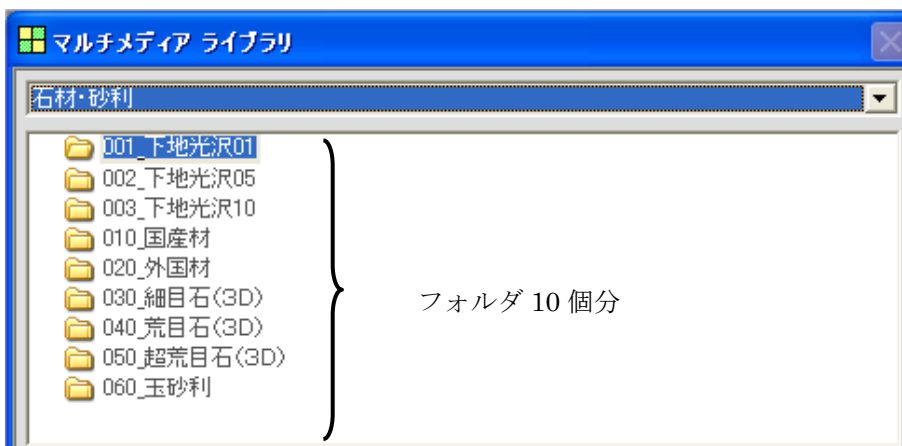 マルチメディア ライブラリ
石材・砂利
001_下地光沢01
002_下地光沢05
003_下地光沢10
010_国産材
020_外国材
030_細目石(3D)
040_荒目石(3D)
050_超荒目石(3D)
060_玉砂利
フォルダ 10 個分